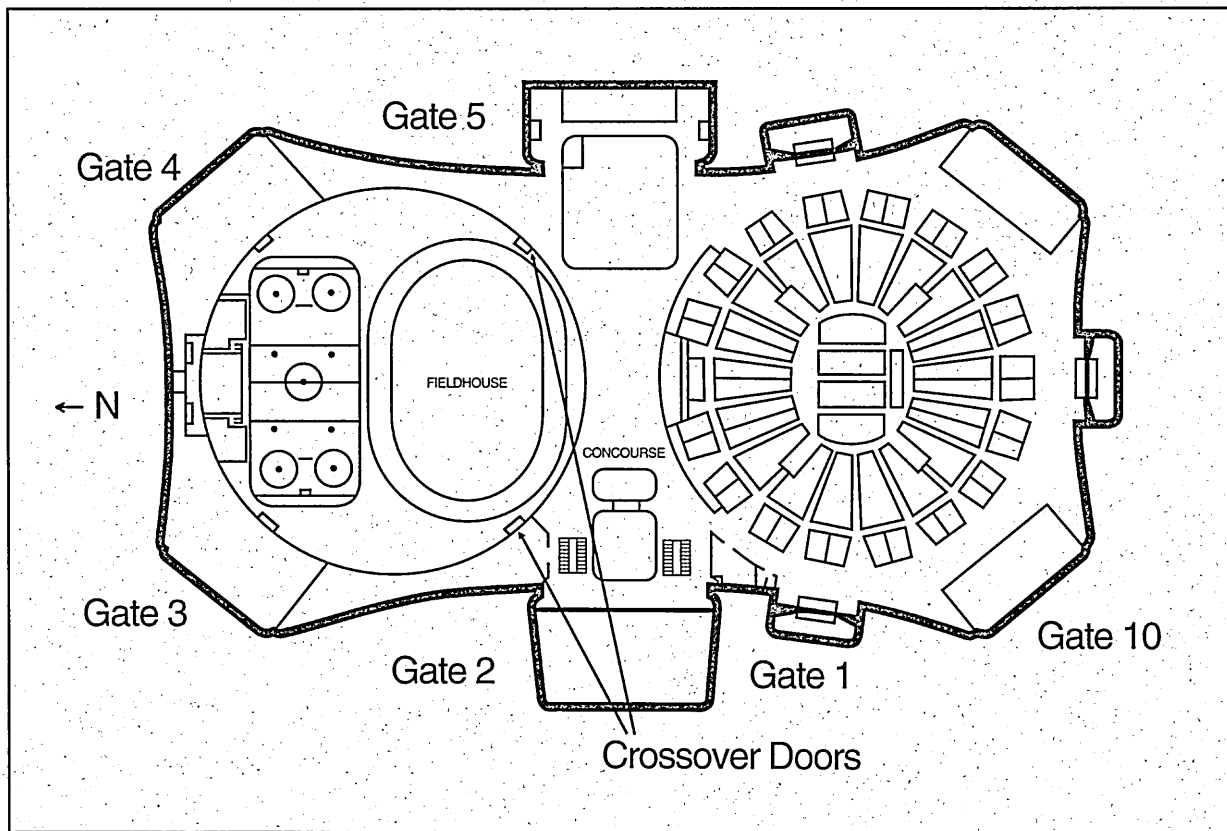 Gate 5
Gate 4
FIELDHOUSE
← N
CONCOURSE
Gate 3
Gate 2
Gate 1
Gate 10
Crossover Doors